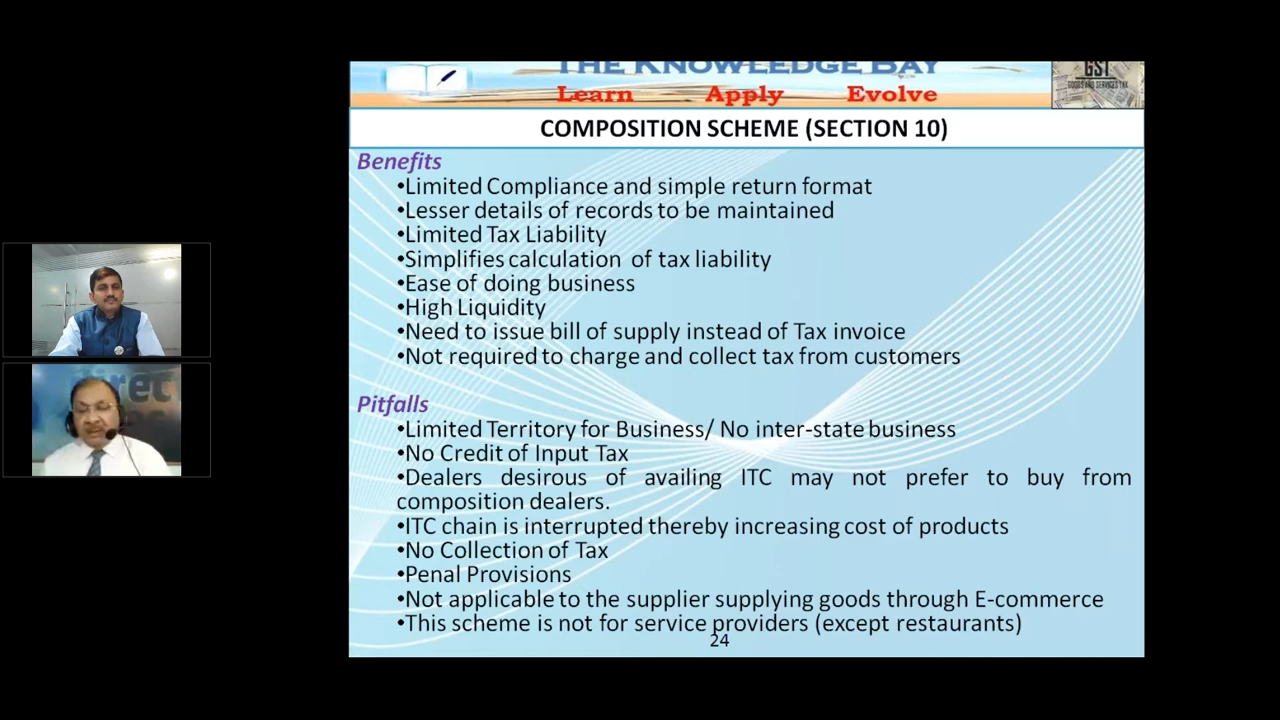 THE KNOWLEDGE BAY
Learn Apply Evolve
GST
GOODS AND SERVICES TAX
COMPOSITION SCHEME (SECTION 10)
Benefits
•Limited Compliance and simple return format
•Lesser details of records to be maintained
•Limited Tax Liability
•Simplifies calculation of tax liability
•Ease of doing business
•High Liquidity
•Need to issue bill of supply instead of Tax invoice
•Not required to charge and collect tax from customers
Pitfalls
•Limited Territory for Business/ No inter-state business
•No Credit of Input Tax
•Dealers desirous of availing ITC may not prefer to buy from
composition dealers.
•ITC chain is interrupted thereby increasing cost of products
•No Collection of Tax
•Penal Provisions
•Not applicable to the supplier supplying goods through E-commerce
•This scheme is not for service providers (except restaurants)
24